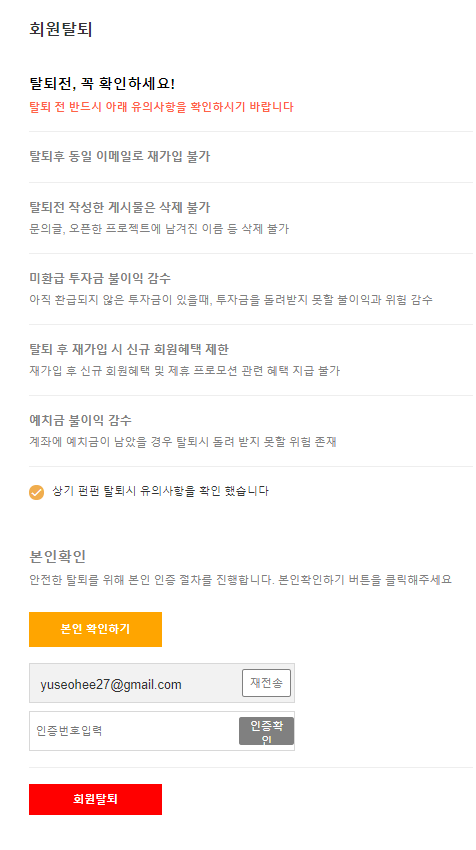 회원탈퇴
탈퇴전, 꼭 확인하세요!
탈퇴 전 반드시 아래 유의사항을 확인하시기 바랍니다
탈퇴후 동일 이메일로 재가입 불가
탈퇴전 작성한 게시물은 삭제 불가
문의글, 오픈한 프로젝트에 남겨진 이름 등 삭제 불가
미환급 투자금 불이익 감수
아직 환급되지 않은 투자금이 있을때, 투자금을 돌려받지 못할 불이익과 위험 감수
탈퇴 후 재가입 시 신규 회원혜택 제한
재가입 후 신규 회원혜택 및 제휴 프로모션 관련 혜택 지급 불가
예치금 불이익 감수
계좌에 예치금이 남았을 경우 탈퇴시 돌려 받지 못할 위험 존재
상기 펀펀 탈퇴시 유의사항을 확인 했습니다
본인확인
안전한 탈퇴를 위해 본인 인증 절차를 진행합니다. 본인확인하기 버튼을 클릭해주세요
본인 확인하기
yuseohee27@gmail.com 재전송
인증번호입력 인증확
인
회원탈퇴